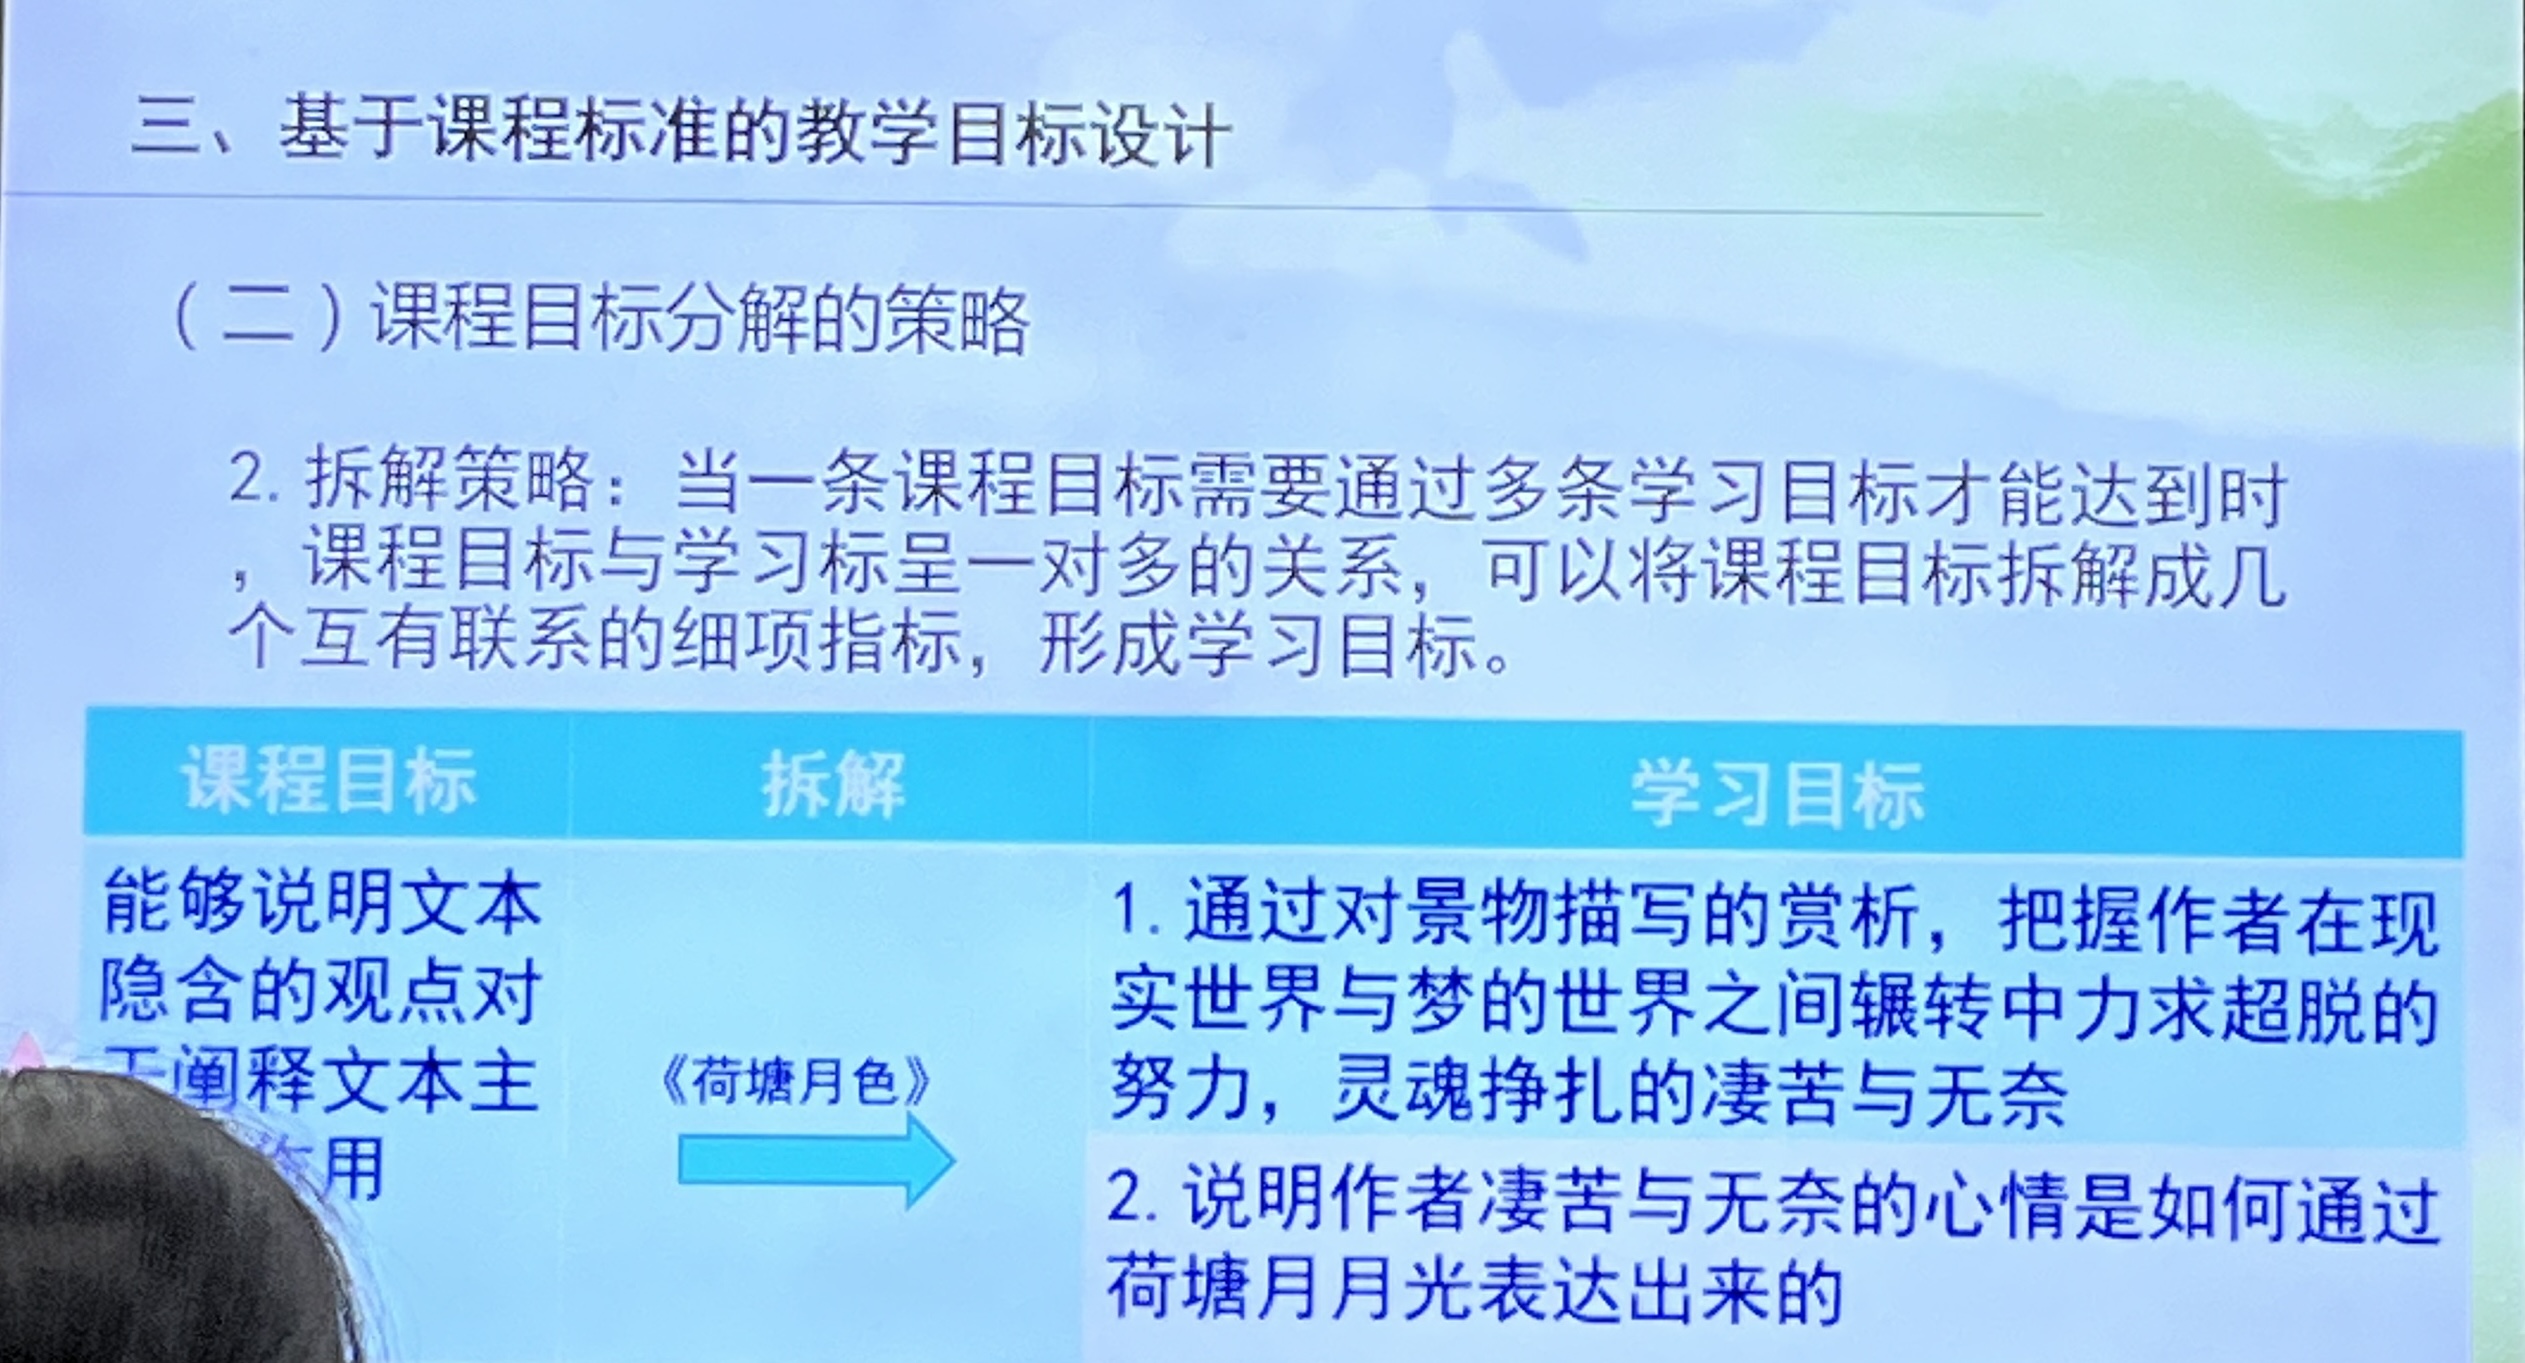 三、基于课程标准的教学目标设计
（二）课程目标分解的策略
2. 拆解策略：当一条课程目标需要通过多条学习目标才能达到时
，课程目标与学习标呈一对多的关系，可以将课程目标拆解成几
个互有联系的细项指标，形成学习目标。
课程目标
拆解
学习目标
能够说明文本
隐含的观点对
于阐释文本主
用
《荷塘月色》
1. 通过对景物描写的赏析，把握作者在现
实世界与梦的世界之间辗转中力求超脱的
努力，灵魂挣扎的凄苦与无奈
2. 说明作者凄苦与无奈的心情是如何通过
荷塘月月光表达出来的